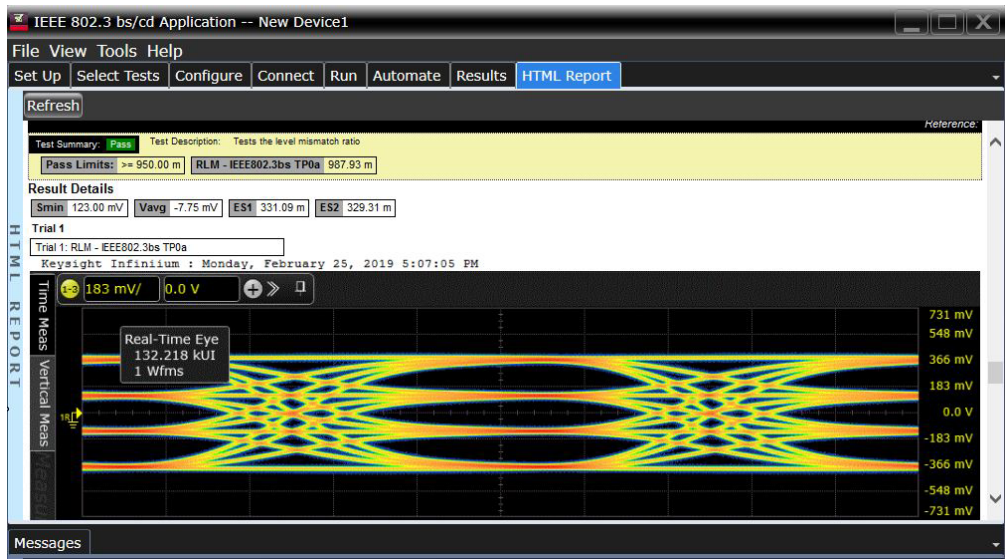 IEEE 802.3 bs/cd Application -- New Device1
File View Tools Help
Set Up Select Tests Configure Connect Run Automate Results HTML Report
Refresh
Reference:
Test Summary: Pass Test Description: Tests the level mismatch ratio
Pass Limits: >= 950.00 m RLM - IEEE802.3bs TP0a 987.93 m
Result Details
Smin 123.00 mV Vavg -7.75 mV ES1 331.09 m ES2 329.31 m
Trial 1
Trial 1: RLM - IEEE802.3bs TP0a
Keysight Infiniium : Monday, February 25, 2019 5:07:05 PM
HTML REPORT
Time Meas
Vertical Meas
1-3 183 mV/ 0.0 V
Real-Time Eye
132.218 kUI
1 Wfms
731 mV
548 mV
366 mV
183 mV
0.0 V
-183 mV
-366 mV
-548 mV
-731 mV
1R
Messages